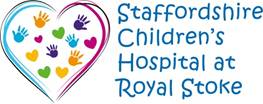 Staffordshire
Children's
Hospital at
Royal Stoke